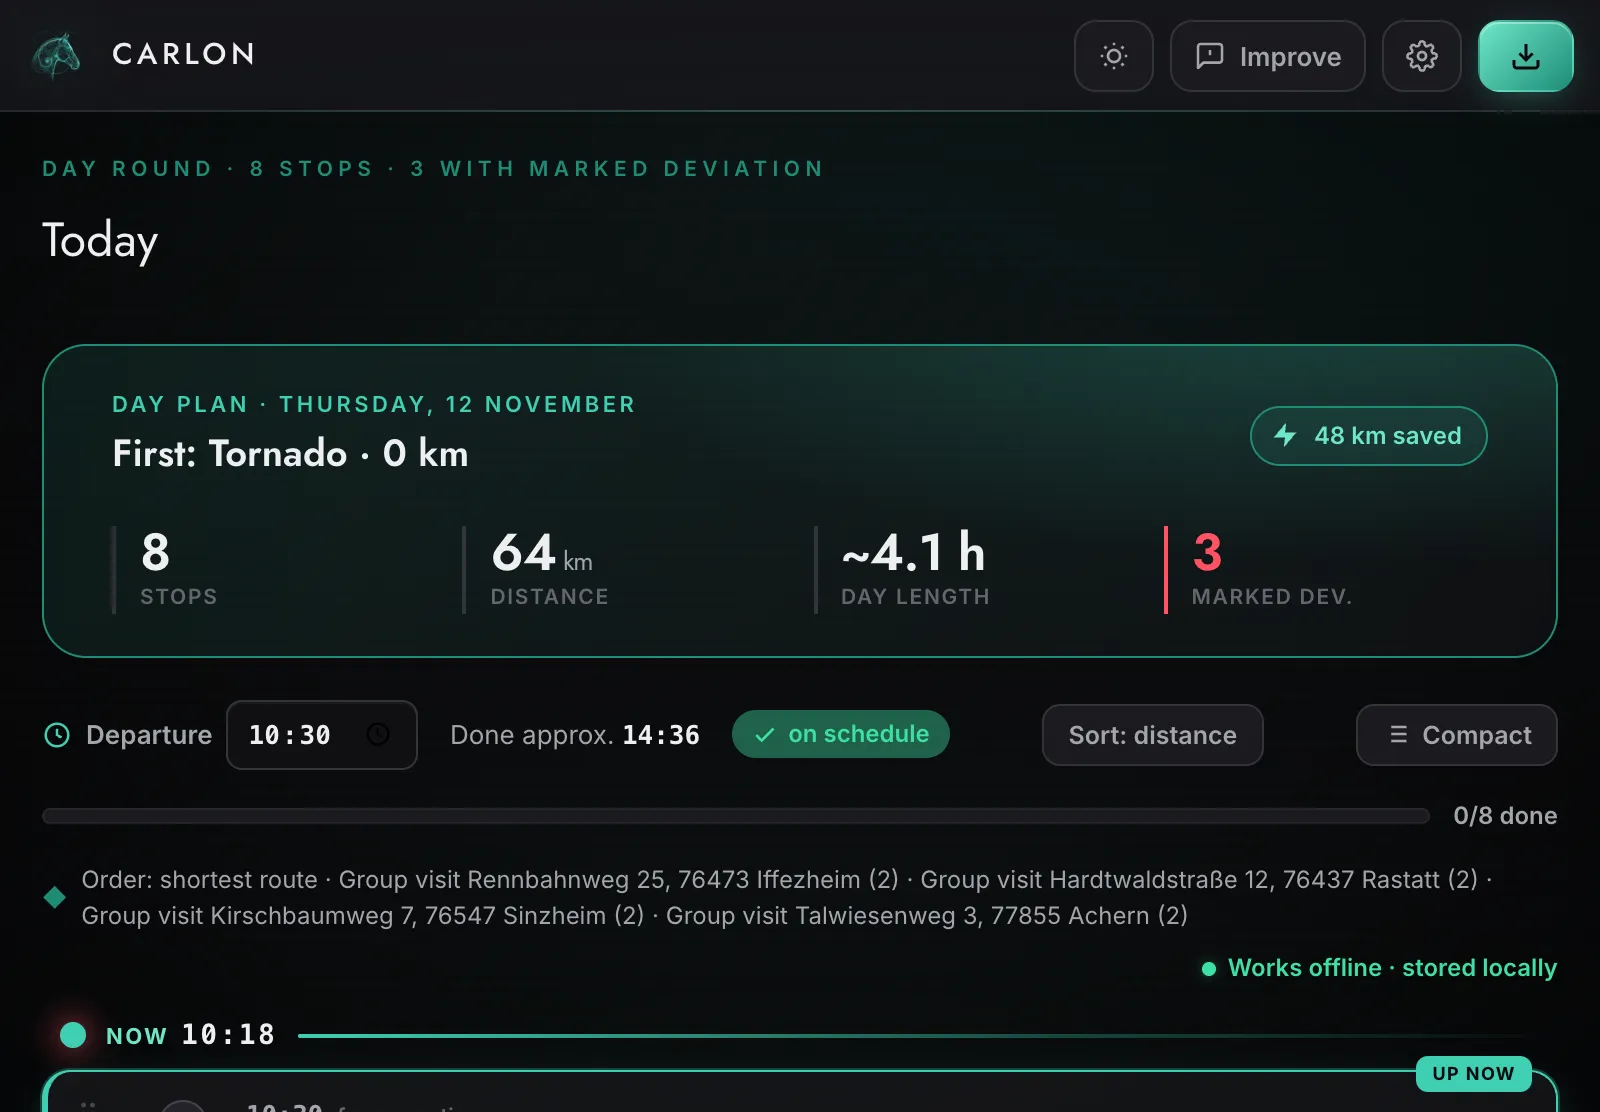 CARLON
Improve
DAY ROUND · 8 STOPS · 3 WITH MARKED DEVIATION
Today
DAY PLAN · THURSDAY, 12 NOVEMBER
First: Tornado · 0 km
48 km saved
8
STOPS
64 km
DISTANCE
~4.1 h
DAY LENGTH
3
MARKED DEV.
Departure 10:30 Done approx. 14:36 on schedule Sort: distance Compact
0/8 done
Order: shortest route · Group visit Rennbahnweg 25, 76473 Iffezheim (2) · Group visit Hardtwaldstraße 12, 76437 Rastatt (2) ·
Group visit Kirschbaumweg 7, 76547 Sinzheim (2) · Group visit Talwiesenweg 3, 77855 Achern (2)
Works offline · stored locally
NOW 10:18
UP NOW
10:30